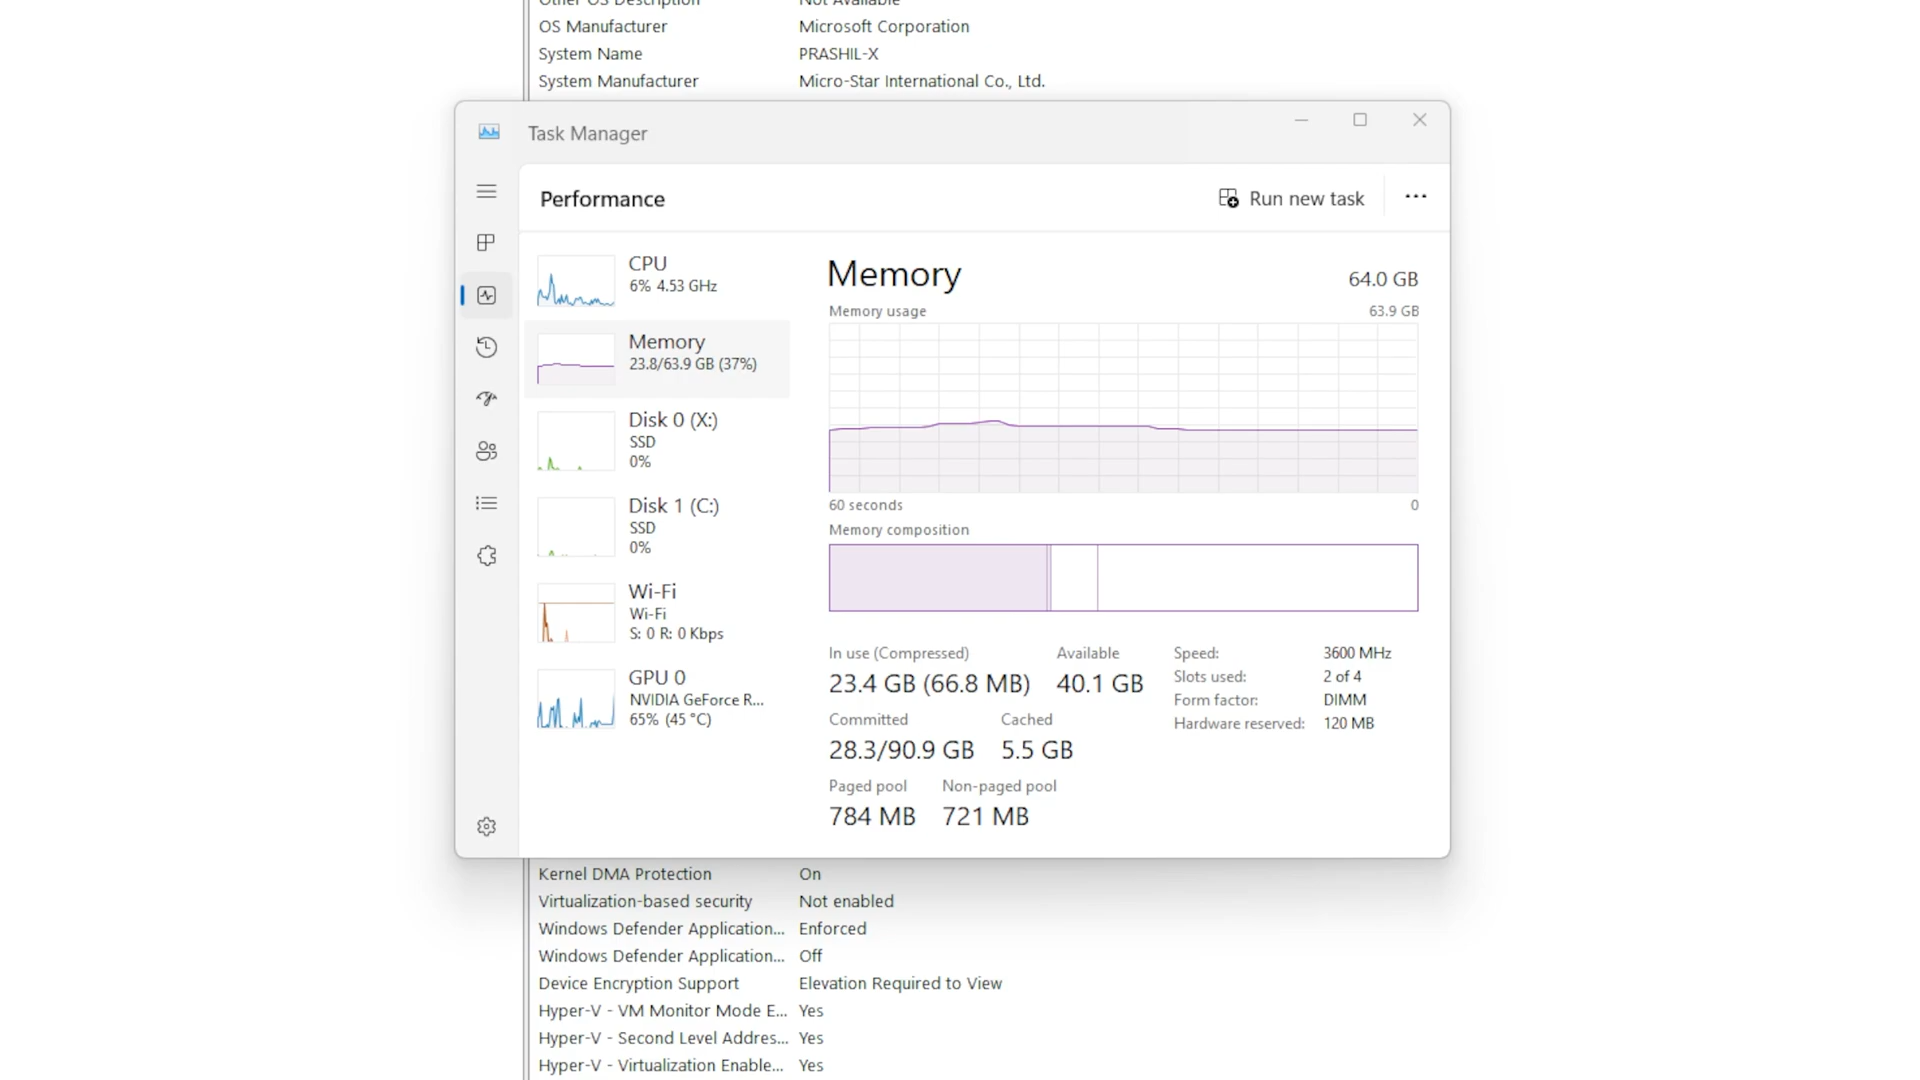 Other OS Description Not Available
OS Manufacturer Microsoft Corporation
System Name PRASHIL-X
System Manufacturer Micro-Star International Co., Ltd.
Task Manager
Performance
Run new task
CPU
6% 4.53 GHz
Memory
23.8/63.9 GB (37%)
Disk 0 (X:)
SSD
0%
Disk 1 (C:)
SSD
0%
Wi-Fi
Wi-Fi
S: 0 R: 0 Kbps
GPU 0
NVIDIA GeForce R...
65% (45 °C)
Memory 64.0 GB
Memory usage 63.9 GB
60 seconds 0
Memory composition
In use (Compressed) Available
23.4 GB (66.8 MB) 40.1 GB
Committed Cached
28.3/90.9 GB 5.5 GB
Paged pool Non-paged pool
784 MB 721 MB
Speed: 3600 MHz
Slots used: 2 of 4
Form factor: DIMM
Hardware reserved: 120 MB
Kernel DMA Protection On
Virtualization-based security Not enabled
Windows Defender Application... Enforced
Windows Defender Application... Off
Device Encryption Support Elevation Required to View
Hyper-V - VM Monitor Mode E... Yes
Hyper-V - Second Level Addres... Yes
Hyper-V - Virtualization Enable... Yes